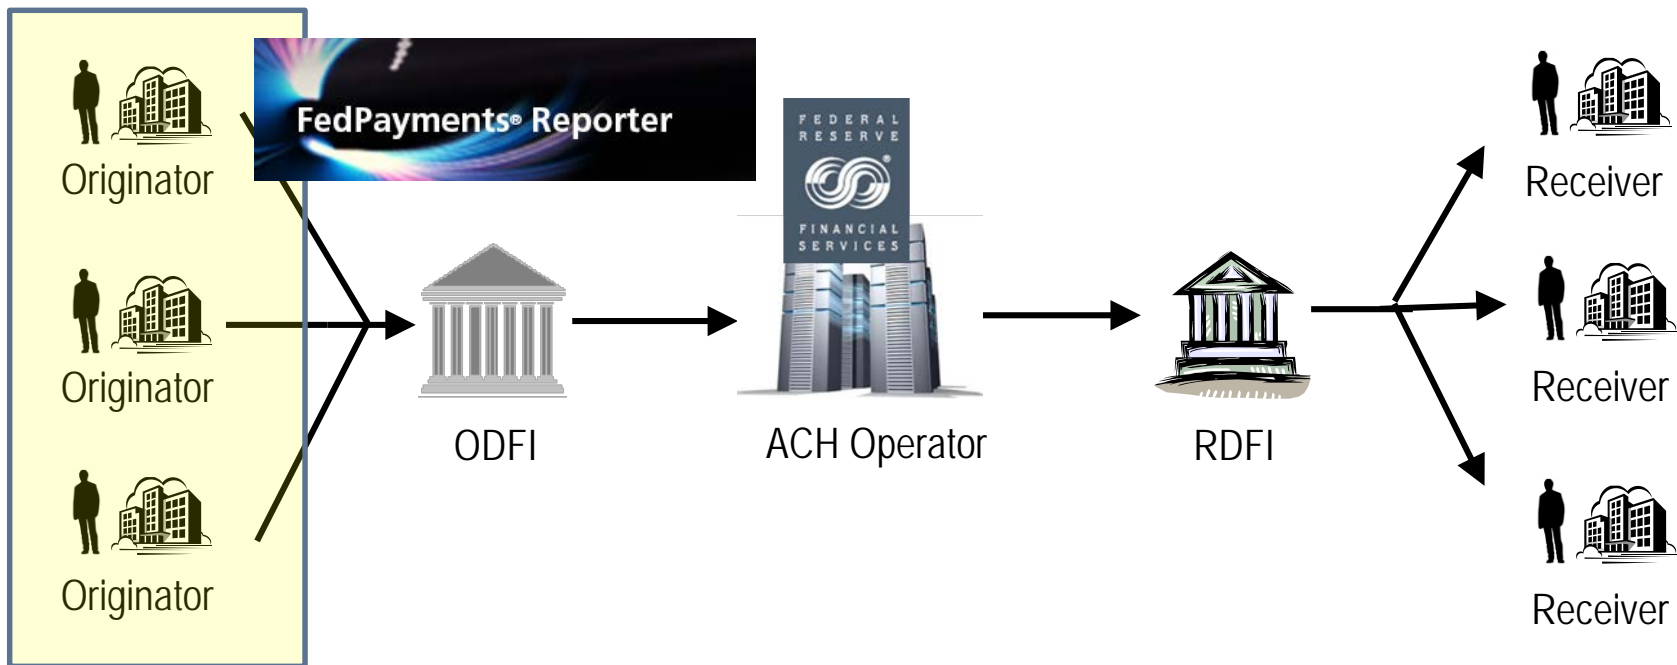 FedPayments® Reporter
FEDERAL
RESERVE
®
FINANCIAL
SERVICES
Originator
Originator
Originator
ODFI
ACH Operator
RDFI
Receiver
Receiver
Receiver